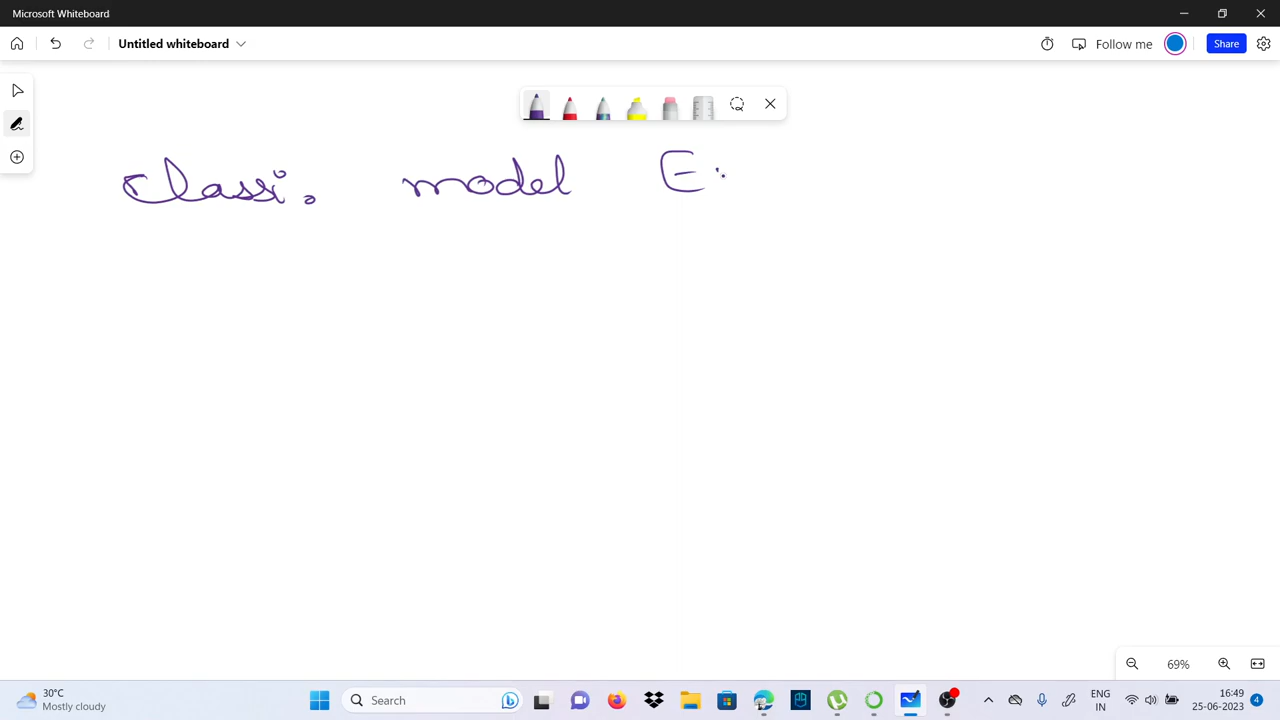 Microsoft Whiteboard
Untitled whiteboard
Follow me
Share
classi. model E
69%
30°C
Mostly cloudy
Search
ENG
IN
16:49
25-06-2023
4